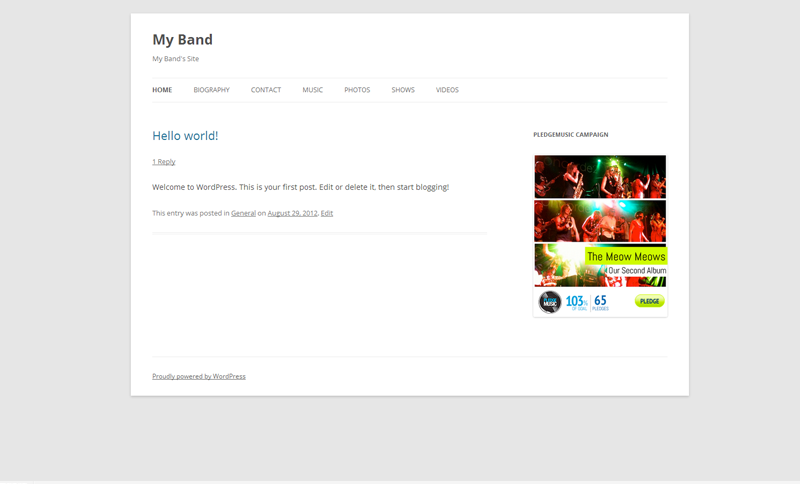 My Band
My Band's Site
HOME BIOGRAPHY CONTACT MUSIC PHOTOS SHOWS VIDEOS
Hello world!
1 Reply
Welcome to WordPress. This is your first post. Edit or delete it, then start blogging!
This entry was posted in General on August 29, 2012. Edit
PLEDGEMUSIC CAMPAIGN
The Meow Meows
Our Second Album
PLEDGE MUSIC
103% OF GOAL
65 PLEDGES
PLEDGE
Proudly powered by WordPress